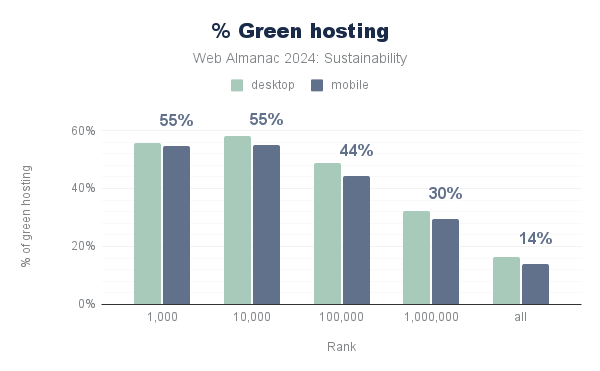 % Green hosting
Web Almanac 2024: Sustainability
desktop mobile
55% 55% 44% 30% 14%
60%
40%
20%
0%
% of green hosting
1,000 10,000 100,000 1,000,000 all
Rank